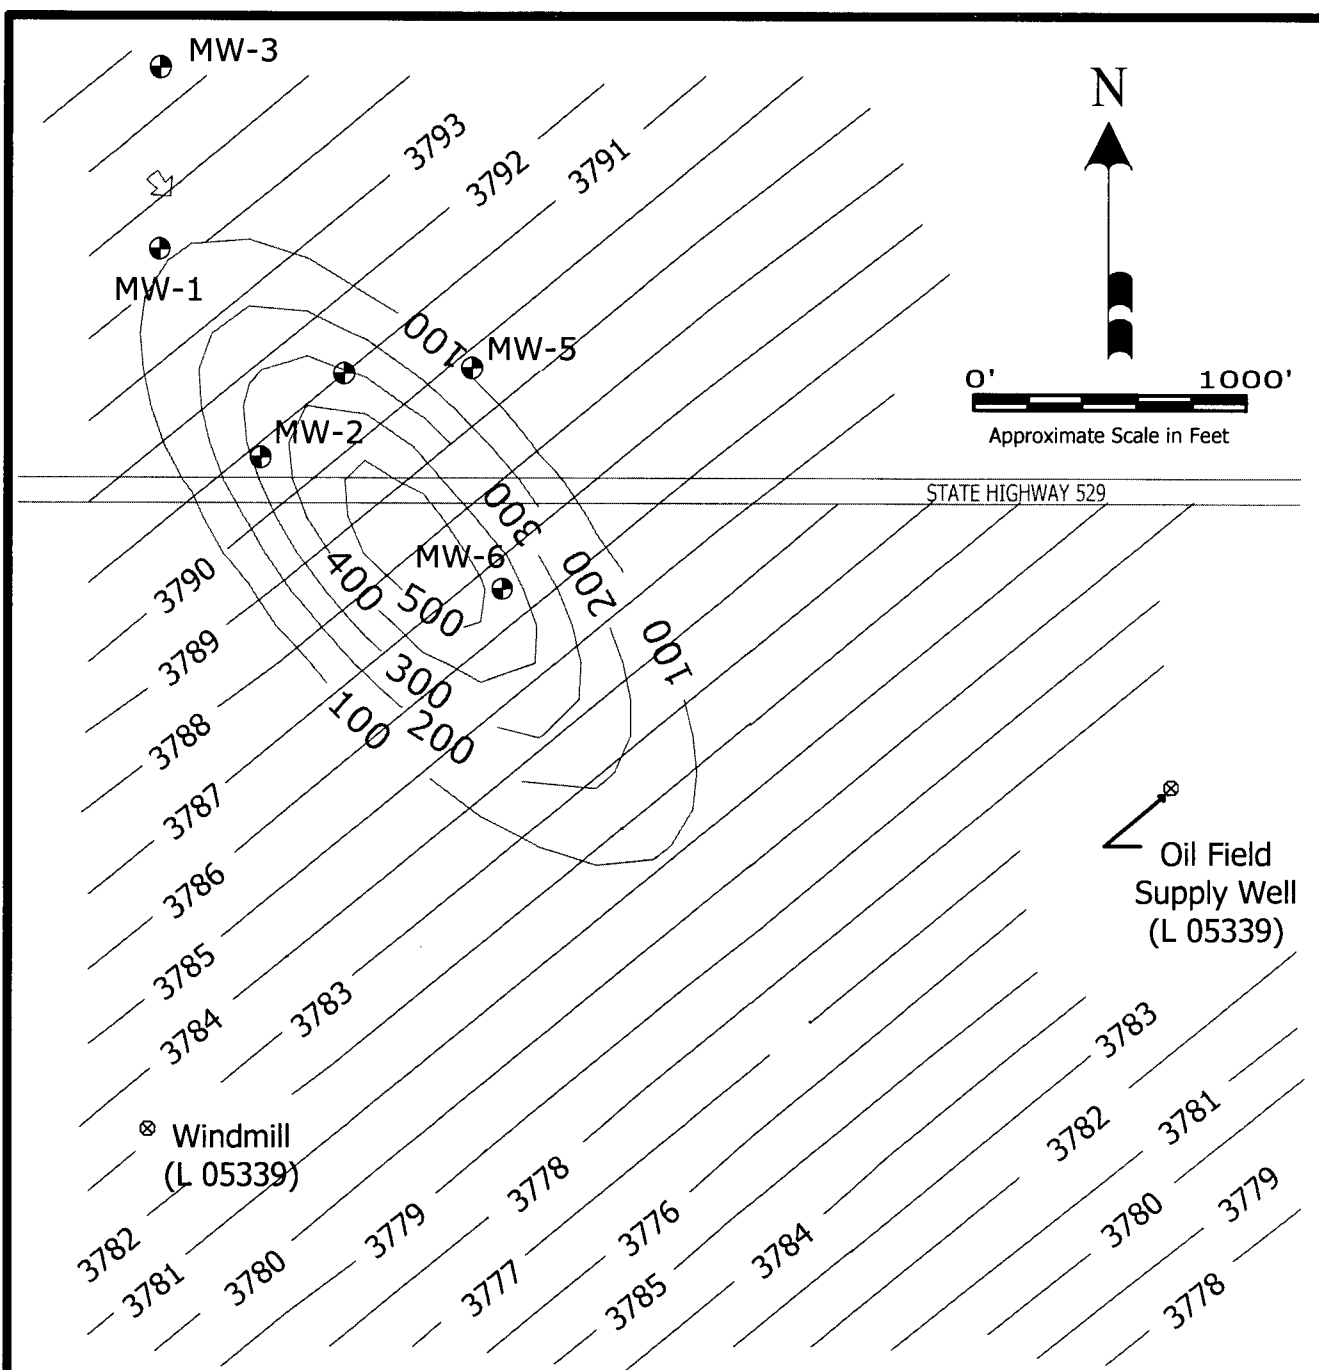 MW-3
N
3793
3792
3791
MW-1
100
MW-5
0' 1000'
Approximate Scale in Feet
MW-2
STATE HIGHWAY 529
300
MW-6
200
400
500
3790
3789
100
300
200
100
3788
3787
3786
Oil Field
Supply Well
(L 05339)
3785
3783
3784
3783
Windmill
(L 05339)
3782
3781
3778
3779
3776
3780
3779
3782
3784
3781
3780
3777
3785
3778